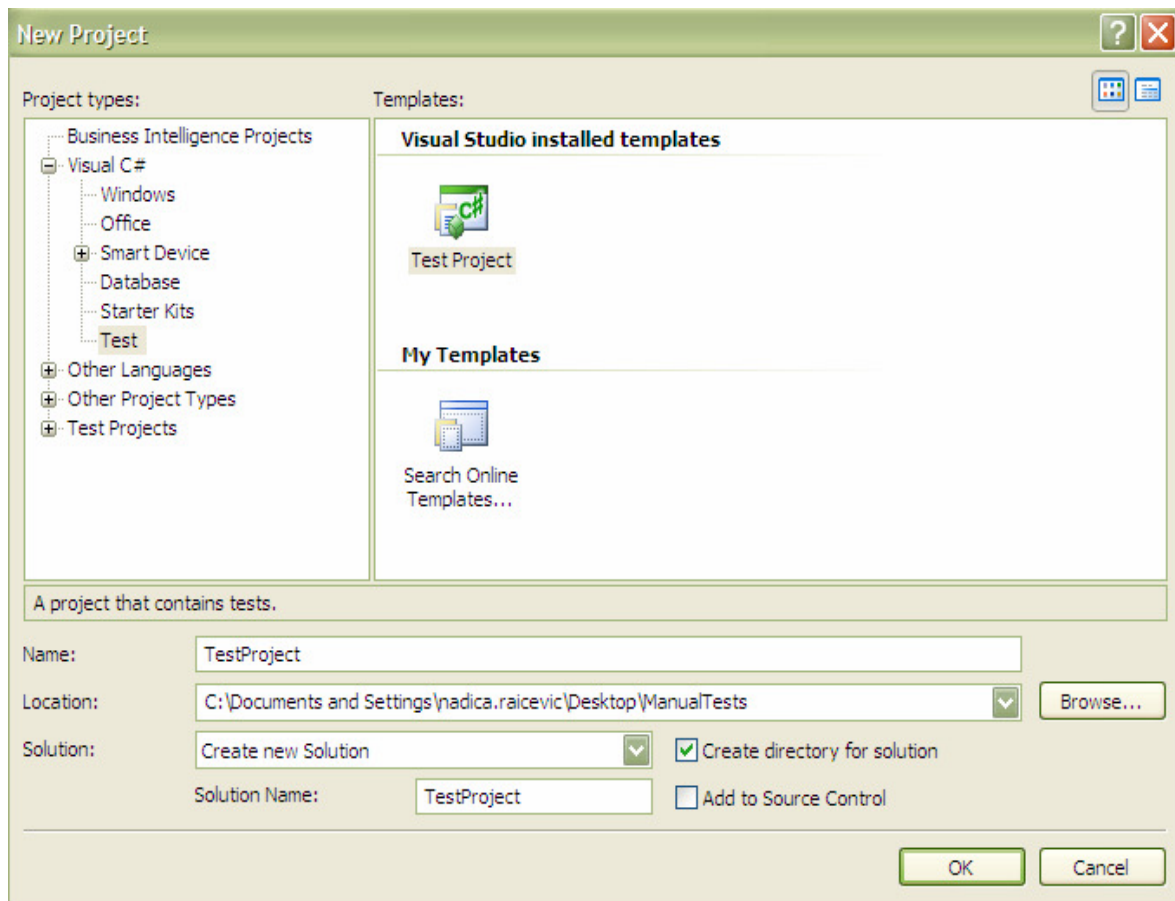 New Project
Project types:
Templates:
Business Intelligence Projects
Visual C#
Windows
Office
Smart Device
Database
Starter Kits
Test
Other Languages
Other Project Types
Test Projects
Visual Studio installed templates
C#
Test Project
My Templates
Search Online
Templates...
A project that contains tests.
Name:
TestProject
Location:
C:\Documents and Settings\nadica.raicevic\Desktop\ManualTests
Browse...
Solution:
Create new Solution
Create directory for solution
Solution Name:
TestProject
Add to Source Control
OK
Cancel